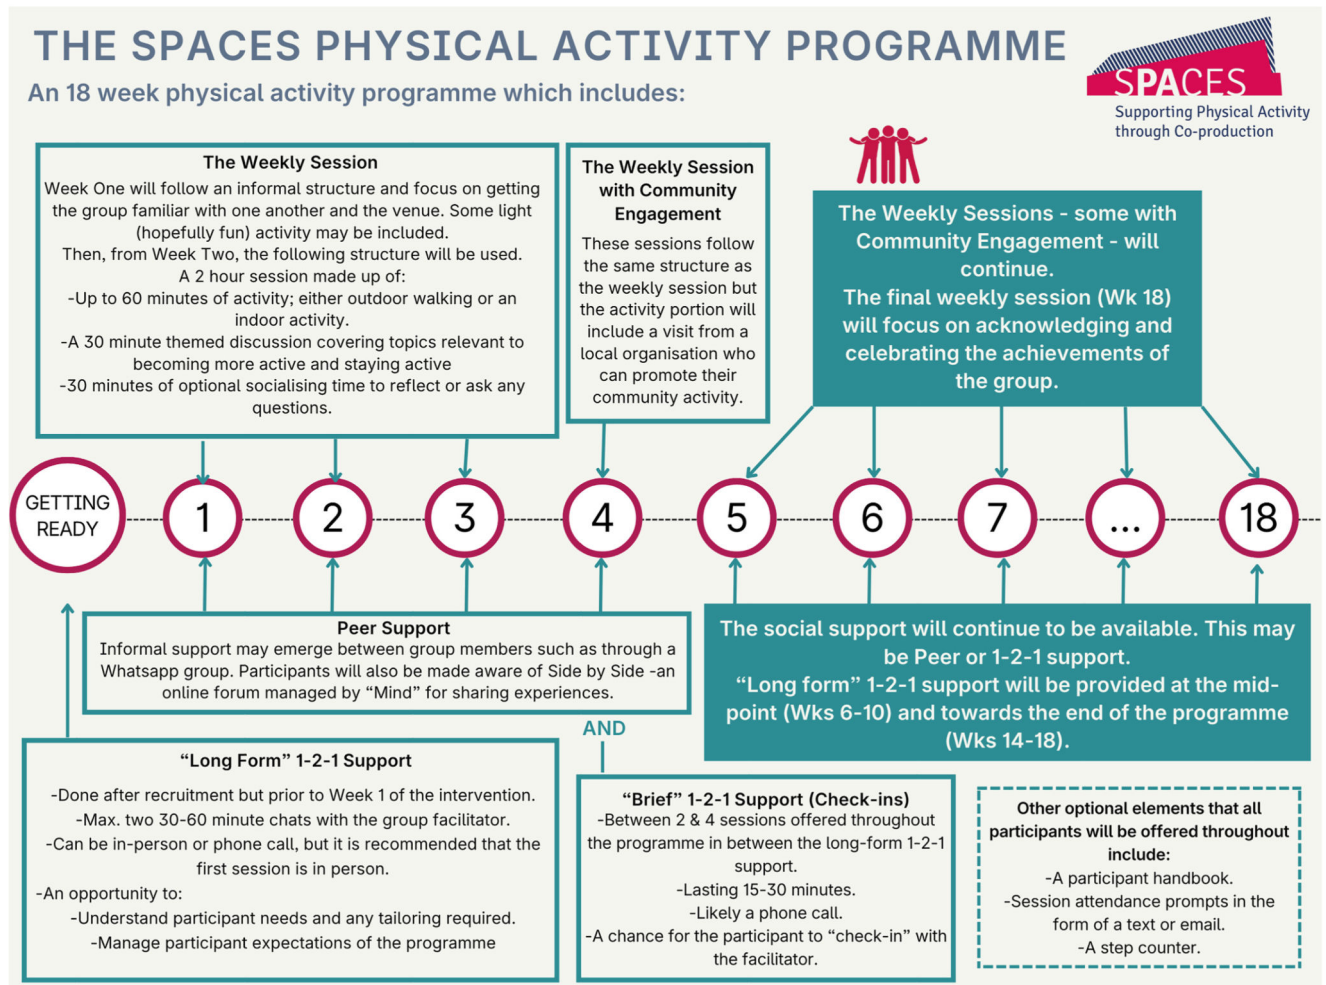 THE SPACES PHYSICAL ACTIVITY PROGRAMME
An 18 week physical activity programme which includes:
SPACES
Supporting Physical Activity
through Co-production
The Weekly Session
Week One will follow an informal structure and focus on getting
the group familiar with one another and the venue. Some light
(hopefully fun) activity may be included.
Then, from Week Two, the following structure will be used.
A 2 hour session made up of:
-Up to 60 minutes of activity; either outdoor walking or an
indoor activity.
-A 30 minute themed discussion covering topics relevant to
becoming more active and staying active
-30 minutes of optional socialising time to reflect or ask any
questions.
The Weekly Session
with Community
Engagement
These sessions follow
the same structure as
the weekly session but
the activity portion will
include a visit from a
local organisation who
can promote their
community activity.
The Weekly Sessions - some with
Community Engagement - will
continue.
The final weekly session (Wk 18)
will focus on acknowledging and
celebrating the achievements of
the group.
GETTING
READY
1
2
3
4
5
6
7
...
18
Peer Support
Informal support may emerge between group members such as through a
Whatsapp group. Participants will also be made aware of Side by Side -an
online forum managed by “Mind” for sharing experiences.
The social support will continue to be available. This may
be Peer or 1-2-1 support.
“Long form” 1-2-1 support will be provided at the mid-
point (Wks 6-10) and towards the end of the programme
(Wks 14-18).
AND
“Long Form” 1-2-1 Support
-Done after recruitment but prior to Week 1 of the intervention.
-Max. two 30-60 minute chats with the group facilitator.
-Can be in-person or phone call, but it is recommended that the
first session is in person.
-An opportunity to:
-Understand participant needs and any tailoring required.
-Manage participant expectations of the programme
“Brief” 1-2-1 Support (Check-ins)
-Between 2 & 4 sessions offered throughout
the programme in between the long-form 1-2-1
support.
-Lasting 15-30 minutes.
-Likely a phone call.
-A chance for the participant to “check-in” with
the facilitator.
Other optional elements that all
participants will be offered throughout
include:
-A participant handbook.
-Session attendance prompts in the
form of a text or email.
-A step counter.